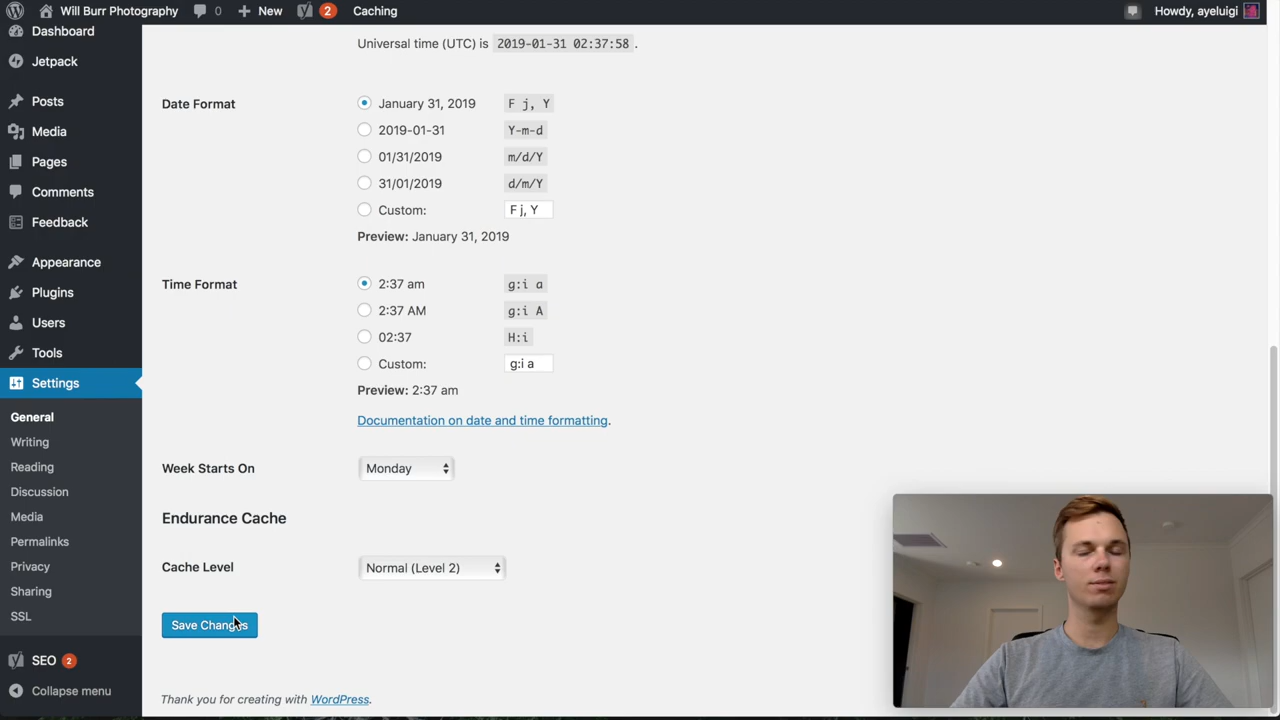 Will Burr Photography 0 New 2 Caching Howdy, ayeluigi
Dashboard
Jetpack
Posts
Media
Pages
Comments
Feedback
Appearance
Plugins
Users
Tools
Settings
General
Writing
Reading
Discussion
Media
Permalinks
Privacy
Sharing
SSL
SEO 2
Collapse menu
Universal time (UTC) is 2019-01-31 02:37:58 .
Date Format
January 31, 2019 F j, Y
2019-01-31 Y-m-d
01/31/2019 m/d/Y
31/01/2019 d/m/Y
Custom: F j, Y
Preview: January 31, 2019
Time Format
2:37 am g:i a
2:37 AM g:i A
02:37 H:i
Custom: g:i a
Preview: 2:37 am
Documentation on date and time formatting.
Week Starts On Monday
Endurance Cache
Cache Level Normal (Level 2)
Save Changes
Thank you for creating with WordPress.